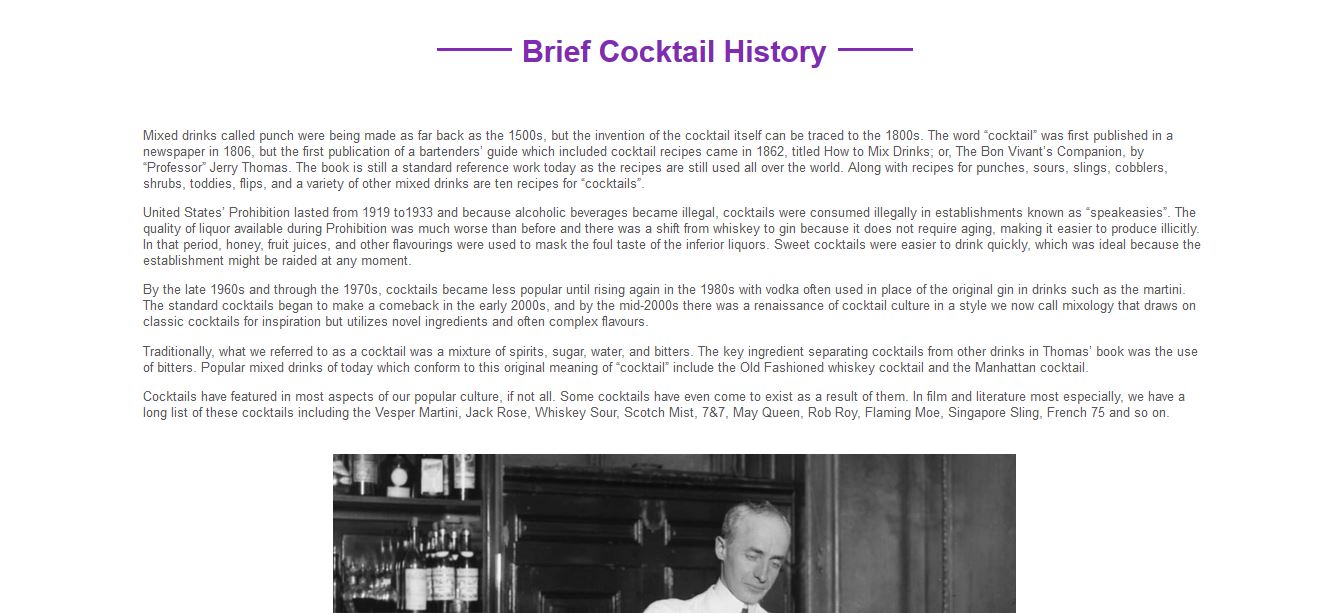 Brief Cocktail History
Mixed drinks called punch were being made as far back as the 1500s, but the invention of the cocktail itself can be traced to the 1800s. The word “cocktail” was first published in a
newspaper in 1806, but the first publication of a bartenders’ guide which included cocktail recipes came in 1862, titled How to Mix Drinks; or, The Bon Vivant’s Companion, by
“Professor” Jerry Thomas. The book is still a standard reference work today as the recipes are still used all over the world. Along with recipes for punches, sours, slings, cobblers,
shrubs, toddies, flips, and a variety of other mixed drinks are ten recipes for “cocktails”.
United States’ Prohibition lasted from 1919 to1933 and because alcoholic beverages became illegal, cocktails were consumed illegally in establishments known as “speakeasies”. The
quality of liquor available during Prohibition was much worse than before and there was a shift from whiskey to gin because it does not require aging, making it easier to produce illicitly.
In that period, honey, fruit juices, and other flavourings were used to mask the foul taste of the inferior liquors. Sweet cocktails were easier to drink quickly, which was ideal because the
establishment might be raided at any moment.
By the late 1960s and through the 1970s, cocktails became less popular until rising again in the 1980s with vodka often used in place of the original gin in drinks such as the martini.
The standard cocktails began to make a comeback in the early 2000s, and by the mid-2000s there was a renaissance of cocktail culture in a style we now call mixology that draws on
classic cocktails for inspiration but utilizes novel ingredients and often complex flavours.
Traditionally, what we referred to as a cocktail was a mixture of spirits, sugar, water, and bitters. The key ingredient separating cocktails from other drinks in Thomas’ book was the use
of bitters. Popular mixed drinks of today which conform to this original meaning of “cocktail” include the Old Fashioned whiskey cocktail and the Manhattan cocktail.
Cocktails have featured in most aspects of our popular culture, if not all. Some cocktails have even come to exist as a result of them. In film and literature most especially, we have a
long list of these cocktails including the Vesper Martini, Jack Rose, Whiskey Sour, Scotch Mist, 7&7, May Queen, Rob Roy, Flaming Moe, Singapore Sling, French 75 and so on.